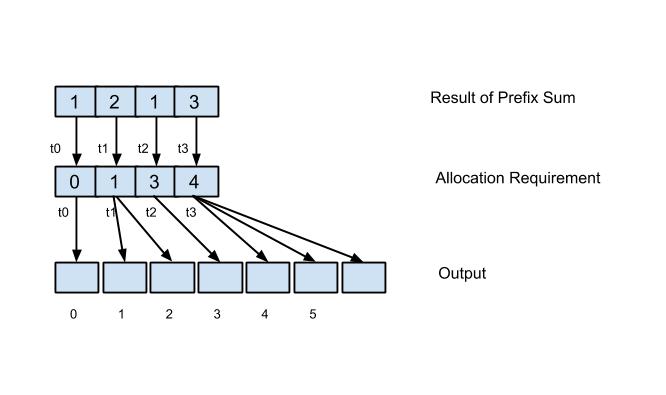 1 2 1 3 Result of Prefix Sum
t0 t1 t2 t3
0 1 3 4 Allocation Requirement
t0 t1 t2 t3
Output
0 1 2 3 4 5